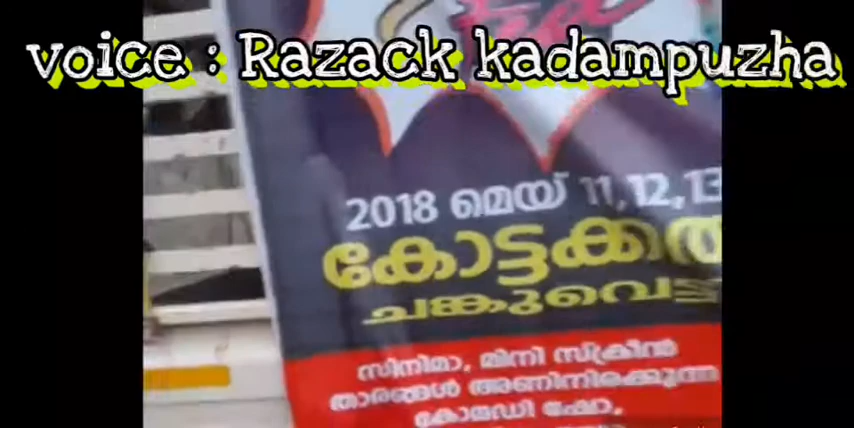 voice : Razack kadampuzha
2018 മെയ് 11,12,13
കോട്ടക്കൽ
ചങ്കുവെട്ടി
സിനിമാ, മിനി സ്ക്രീൻ
താരങ്ങൾ അണിനിരക്കുന്ന
കോമഡി ഷോ,